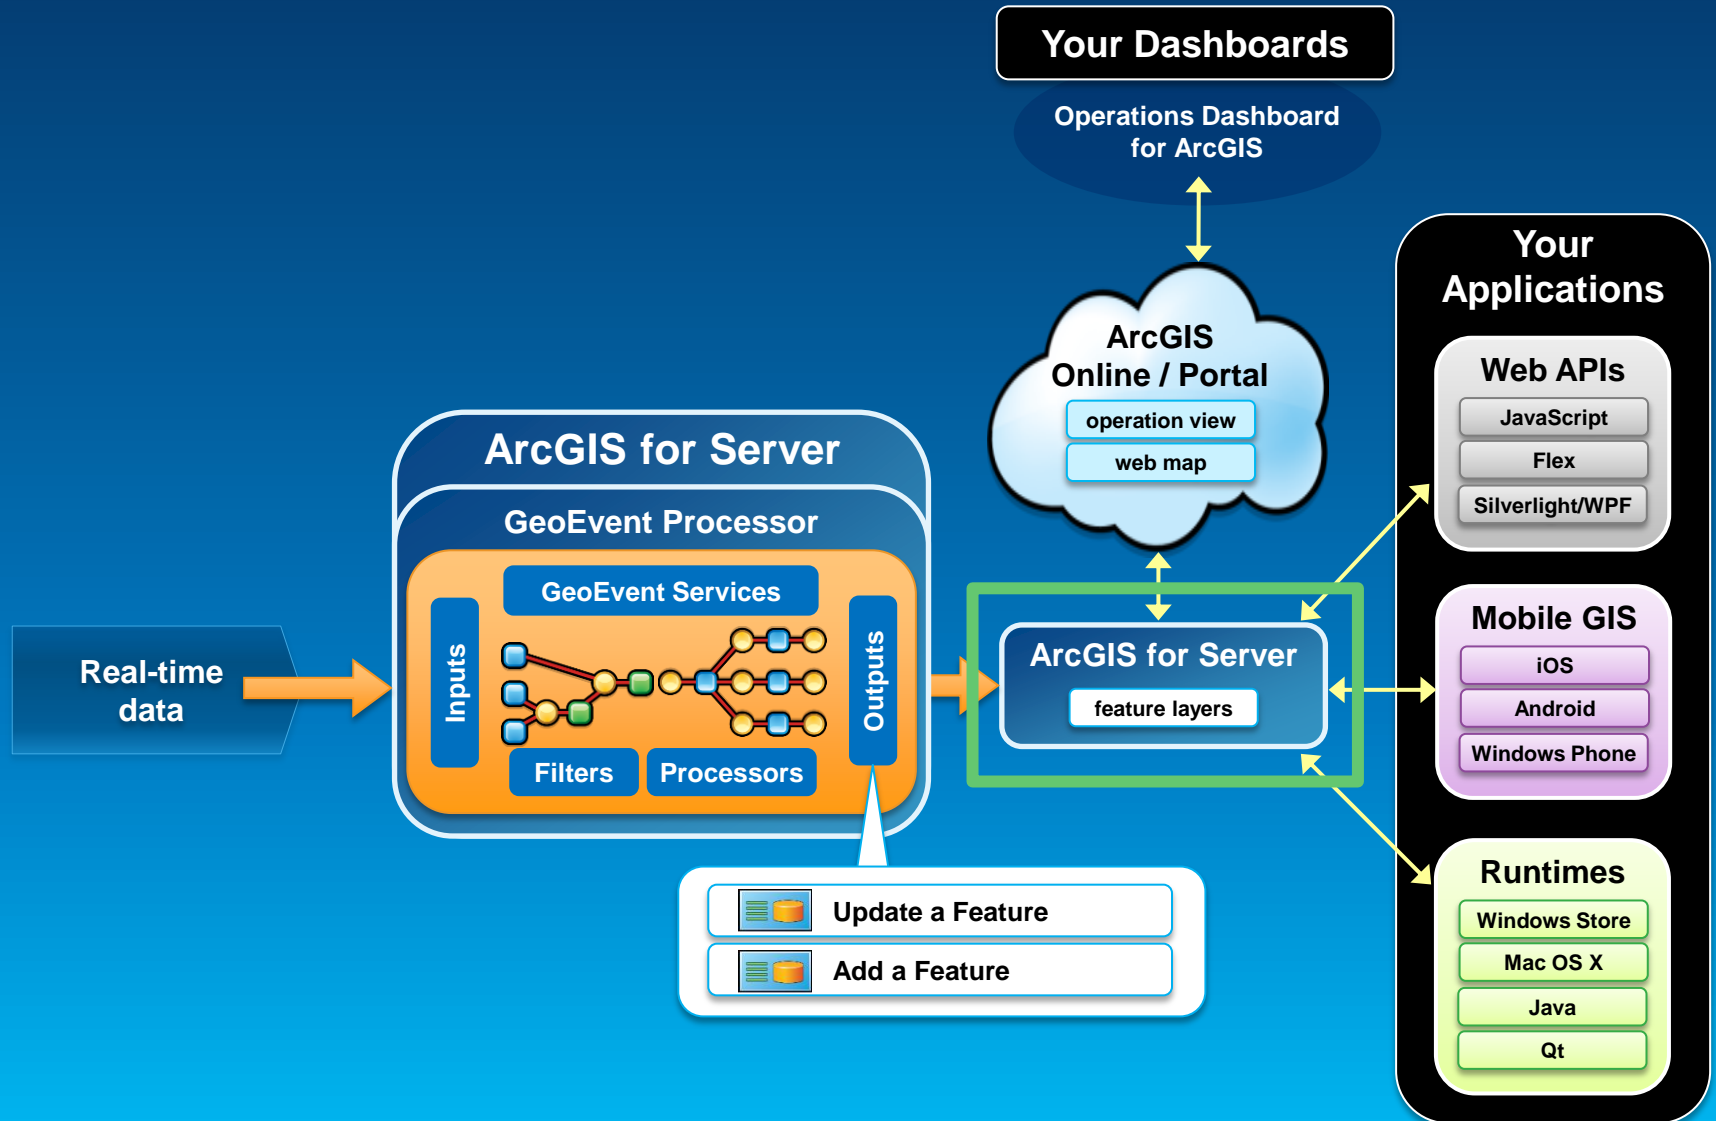 Your Dashboards
Operations Dashboard
for ArcGIS
ArcGIS
Online / Portal
operation view
web map
Your
Applications
Web APIs
JavaScript
Flex
Silverlight/WPF
Mobile GIS
iOS
Android
Windows Phone
Runtimes
Windows Store
Mac OS X
Java
Qt
Real-time
data
ArcGIS for Server
GeoEvent Processor
GeoEvent Services
Inputs
Outputs
Filters
Processors
ArcGIS for Server
feature layers
Update a Feature
Add a Feature